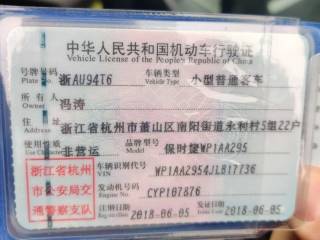 中华人民共和国机动车行驶证
Vehicle License of the People's Republic of China
号牌号码 浙AU94T6 车辆类型 小型普通客车
Plate No. Vehicle Type
所有人 冯涛
Owner
住址 浙江省杭州市萧山区南阳街道永利村5组22户
Address
使用性质 非营运 品牌型号 保时捷WP1AA295
Use Character Model
浙江省杭州
市公安局交
通警察支队
车辆识别代号 WP1AA2954JLB17736
VIN
发动机号码 CYP107876
Engine No.
注册日期 2018-06-05 发证日期 2018-06-05
Register Date Issue Date